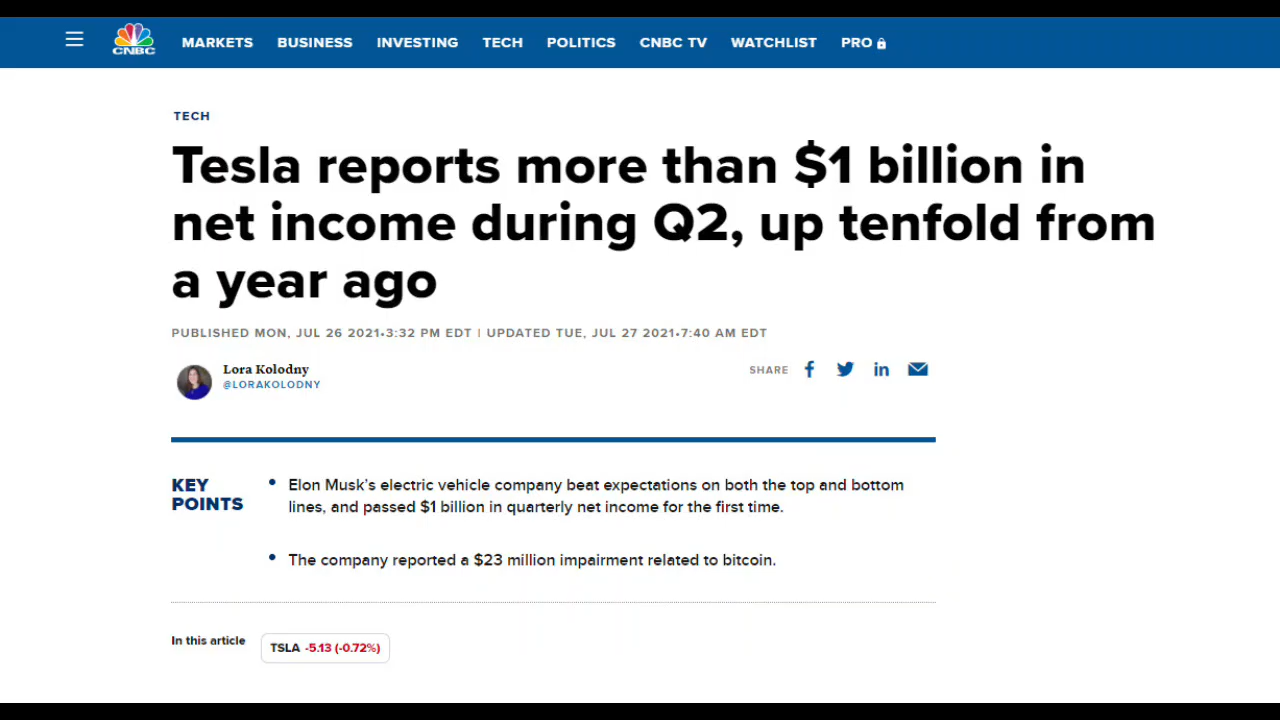 CNBC
MARKETS BUSINESS INVESTING TECH POLITICS CNBC TV WATCHLIST PRO
TECH
Tesla reports more than $1 billion in
net income during Q2, up tenfold from
a year ago
PUBLISHED MON, JUL 26 2021•3:32 PM EDT | UPDATED TUE, JUL 27 2021•7:40 AM EDT
Lora Kolodny
@LORAKOLODNY
SHARE
KEY
POINTS
• Elon Musk's electric vehicle company beat expectations on both the top and bottom
lines, and passed $1 billion in quarterly net income for the first time.
• The company reported a $23 million impairment related to bitcoin.
In this article
TSLA -5.13 (-0.72%)